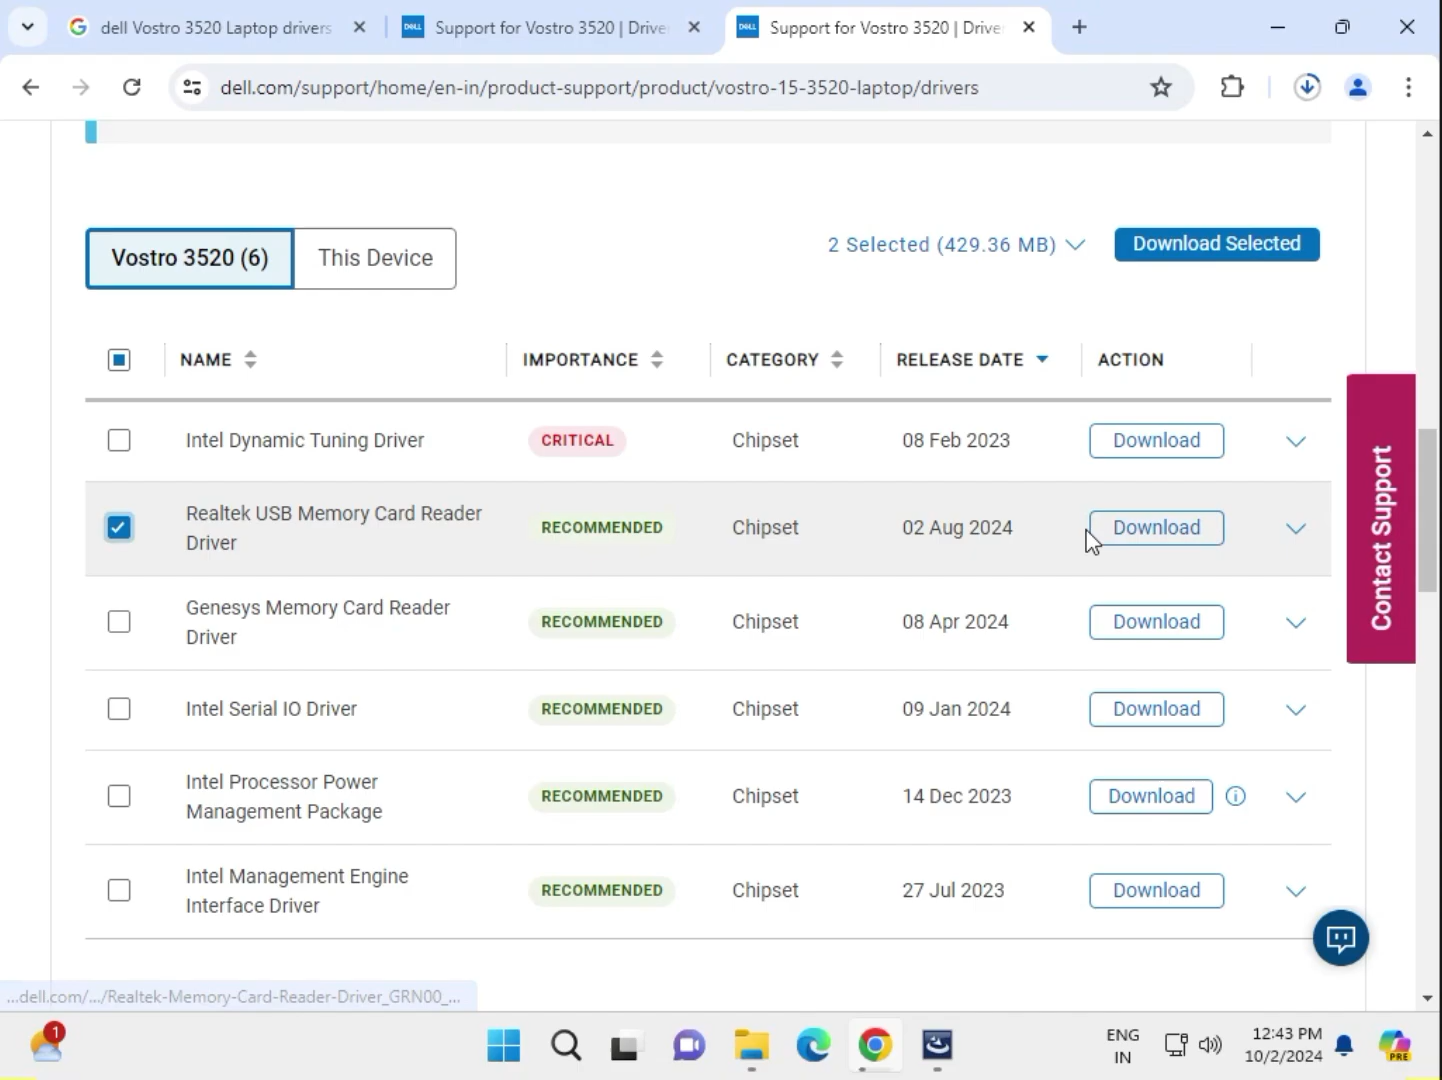 dell Vostro 3520 Laptop drivers
Support for Vostro 3520 | Drive
Support for Vostro 3520 | Drive
dell.com/support/home/en-in/product-support/product/vostro-15-3520-laptop/drivers
Vostro 3520 (6)
This Device
2 Selected (429.36 MB)
Download Selected
NAME IMPORTANCE CATEGORY RELEASE DATE ACTION
Intel Dynamic Tuning Driver CRITICAL Chipset 08 Feb 2023 Download
Realtek USB Memory Card Reader
Driver
RECOMMENDED Chipset 02 Aug 2024 Download
Genesys Memory Card Reader
Driver
RECOMMENDED Chipset 08 Apr 2024 Download
Intel Serial IO Driver RECOMMENDED Chipset 09 Jan 2024 Download
Intel Processor Power
Management Package
RECOMMENDED Chipset 14 Dec 2023 Download
Intel Management Engine
Interface Driver
RECOMMENDED Chipset 27 Jul 2023 Download
Contact Support
...dell.com/.../Realtek-Memory-Card-Reader-Driver_GRN00_...
1
ENG
IN
12:43 PM
10/2/2024
PRE